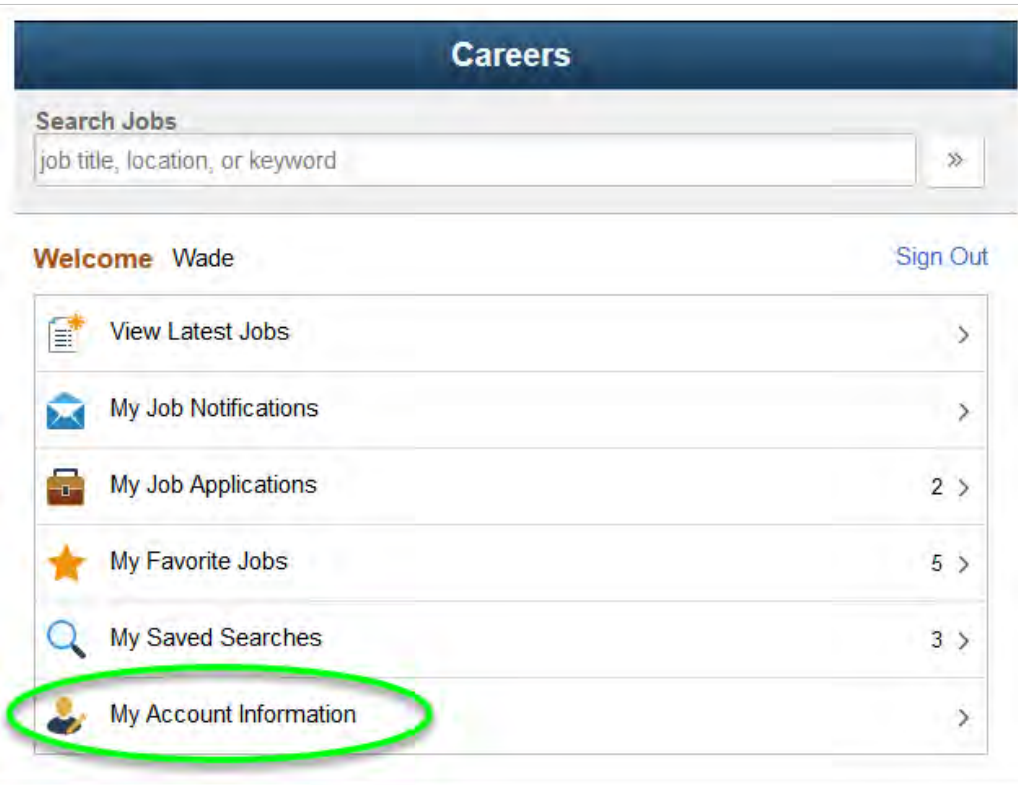 Careers
Search Jobs
job title, location, or keyword
»
Welcome Wade Sign Out
View Latest Jobs >
My Job Notifications >
My Job Applications 2 >
My Favorite Jobs 5 >
My Saved Searches 3 >
My Account Information >